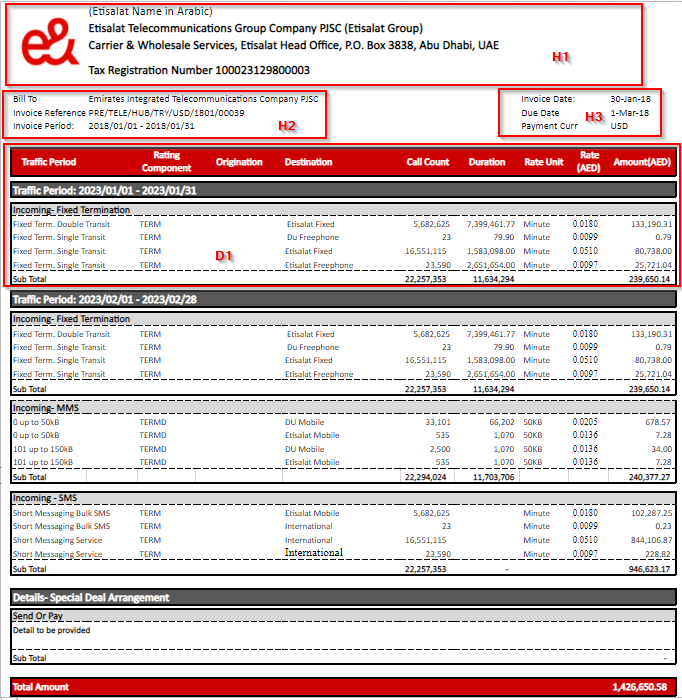 (Etisalat Name in Arabic)
e&
Etisalat Telecommunications Group Company PJSC (Etisalat Group)
Carrier & Wholesale Services, Etisalat Head Office, P.O. Box 3838, Abu Dhabi, UAE
H1
Tax Registration Number 100023129800003
Bill To Emirates Integrated Telecommunications Company PJSC
Invoice Reference PRE/TELE/HUB/TRY/USD/1801/00039
Invoice Period: 2018/01/01 - 2018/01/31
H2
Invoice Date: 30-Jan-18
Due Date 1-Mar-18
Payment Curr USD
H3
Traffic Period Rating Component Origination Destination Call Count Duration Rate Unit Rate (AED) Amount(AED)
Traffic Period: 2023/01/01 - 2023/01/31
Incoming- Fixed Termination
Fixed Term. Double Transit TERM Etisalat Fixed 5,682,625 7,399,461.77 Minute 0.0180 133,190.31
Fixed Term. Single Transit TERM Du Freephone 23 79.90 Minute 0.0099 0.79
Fixed Term. Single Transit TERM Etisalat Fixed 16,551,115 1,583,098.00 Minute 0.0510 80,738.00
D1
Fixed Term. Single Transit TERM Etisalat Freephone 23,590 2,651,654.00 Minute 0.0097 25,721.04
Sub Total 22,257,353 11,634,294 239,650.14
Traffic Period: 2023/02/01 - 2023/02/28
Incoming- Fixed Termination
Fixed Term. Double Transit TERM Etisalat Fixed 5,682,625 7,399,461.77 Minute 0.0180 133,190.31
Fixed Term. Single Transit TERM Du Freephone 23 79.90 Minute 0.0099 0.79
Fixed Term. Single Transit TERM Etisalat Fixed 16,551,115 1,583,098.00 Minute 0.0510 80,738.00
Fixed Term. Single Transit TERM Etisalat Freephone 23,590 2,651,654.00 Minute 0.0097 25,721.04
Sub Total 22,257,353 11,634,294 239,650.14
Incoming- MMS
0 up to 50kB TERMD DU Mobile 33,101 66,202 50KB 0.0205 678.57
0 up to 50kB TERMD Etisalat Mobile 535 1,070 50KB 0.0136 7.28
101 up to 150kB TERMD DU Mobile 2,500 1,070 50KB 0.0136 34.00
101 up to 150kB TERMD Etisalat Mobile 535 1,070 50KB 0.0136 7.28
Sub Total 22,294,024 11,703,706 240,377.27
Incoming - SMS
Short Messaging Bulk SMS TERM Etisalat Mobile 5,682,625 Minute 0.0180 102,287.25
Short Messaging Bulk SMS TERM International 23 Minute 0.0099 0.23
Short Messaging Service TERM International 16,551,115 Minute 0.0510 844,106.87
Short Messaging Service TERM International 23,590 Minute 0.0097 228.82
Sub Total 22,257,353 - 946,623.17
Details- Special Deal Arrangement
Send Or Pay
Detail to be provided
Sub Total -
Total Amount 1,426,650.58